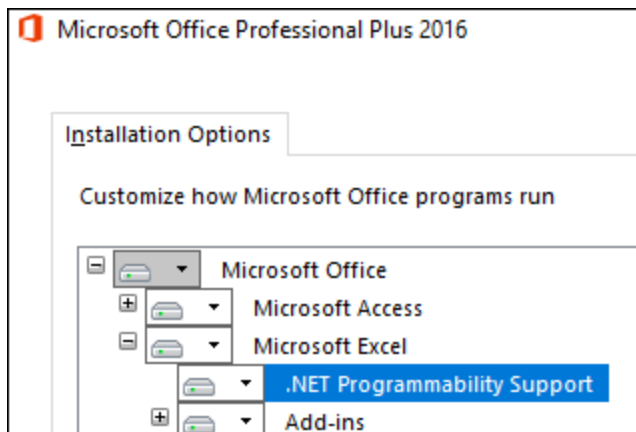 Microsoft Office Professional Plus 2016
Installation Options
Customize how Microsoft Office programs run
Microsoft Office
Microsoft Access
Microsoft Excel
.NET Programmability Support
Add-ins